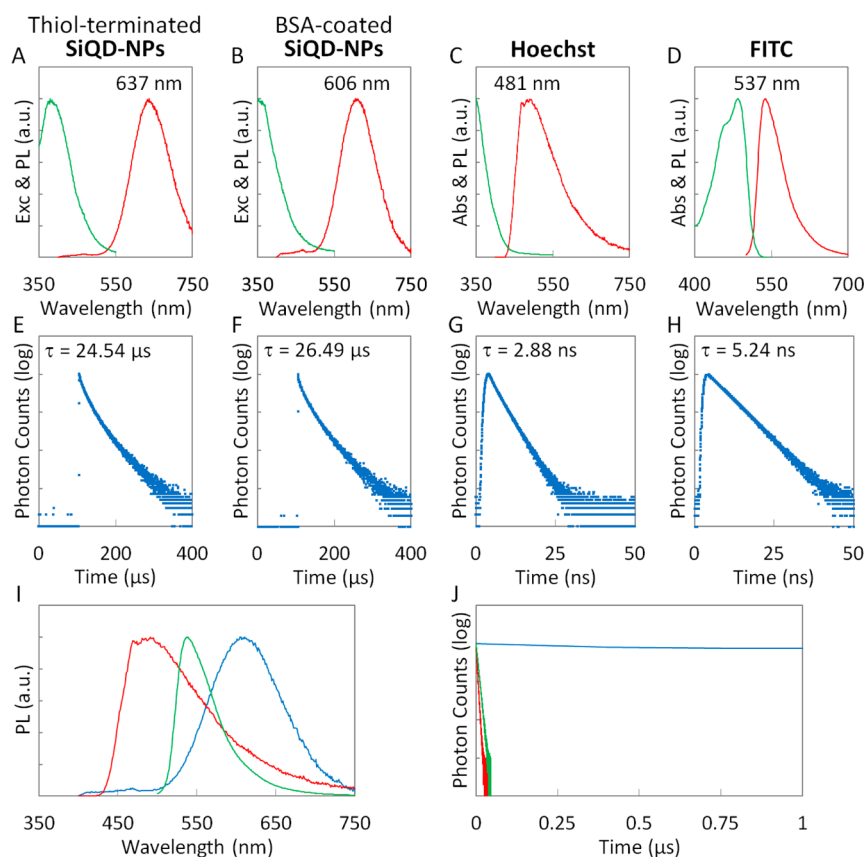 Thiol-terminated BSA-coated
SiQD-NPs SiQD-NPs Hoechst FITC
A B C D
637 nm 606 nm 481 nm 537 nm
Exc & PL (a.u.) Exc & PL (a.u.) Abs & PL (a.u.) Abs & PL (a.u.)
350 550 750 350 550 750 350 550 750 400 500 600 700
Wavelength (nm) Wavelength (nm) Wavelength (nm) Wavelength (nm)
E F G H
τ = 24.54 µs τ = 26.49 µs τ = 2.88 ns τ = 5.24 ns
Photon Counts (log) Photon Counts (log) Photon Counts (log) Photon Counts (log)
0 200 400 0 200 400 0 25 50 0 25 50
Time (µs) Time (µs) Time (ns) Time (ns)
I J
PL (a.u.) Photon Counts (log)
350 450 550 650 750 0 0.25 0.5 0.75 1
Wavelength (nm) Time (µs)